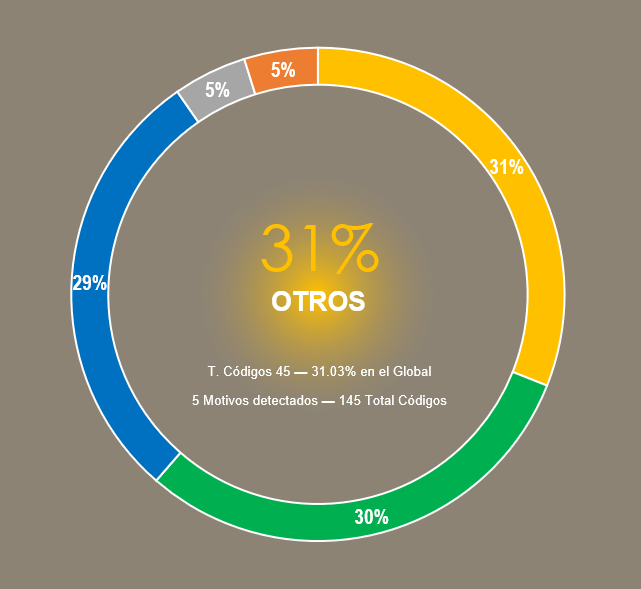 5%
5%
31%
31%
OTROS
29%
T. Códigos 45 — 31.03% en el Global
5 Motivos detectados — 145 Total Códigos
30%